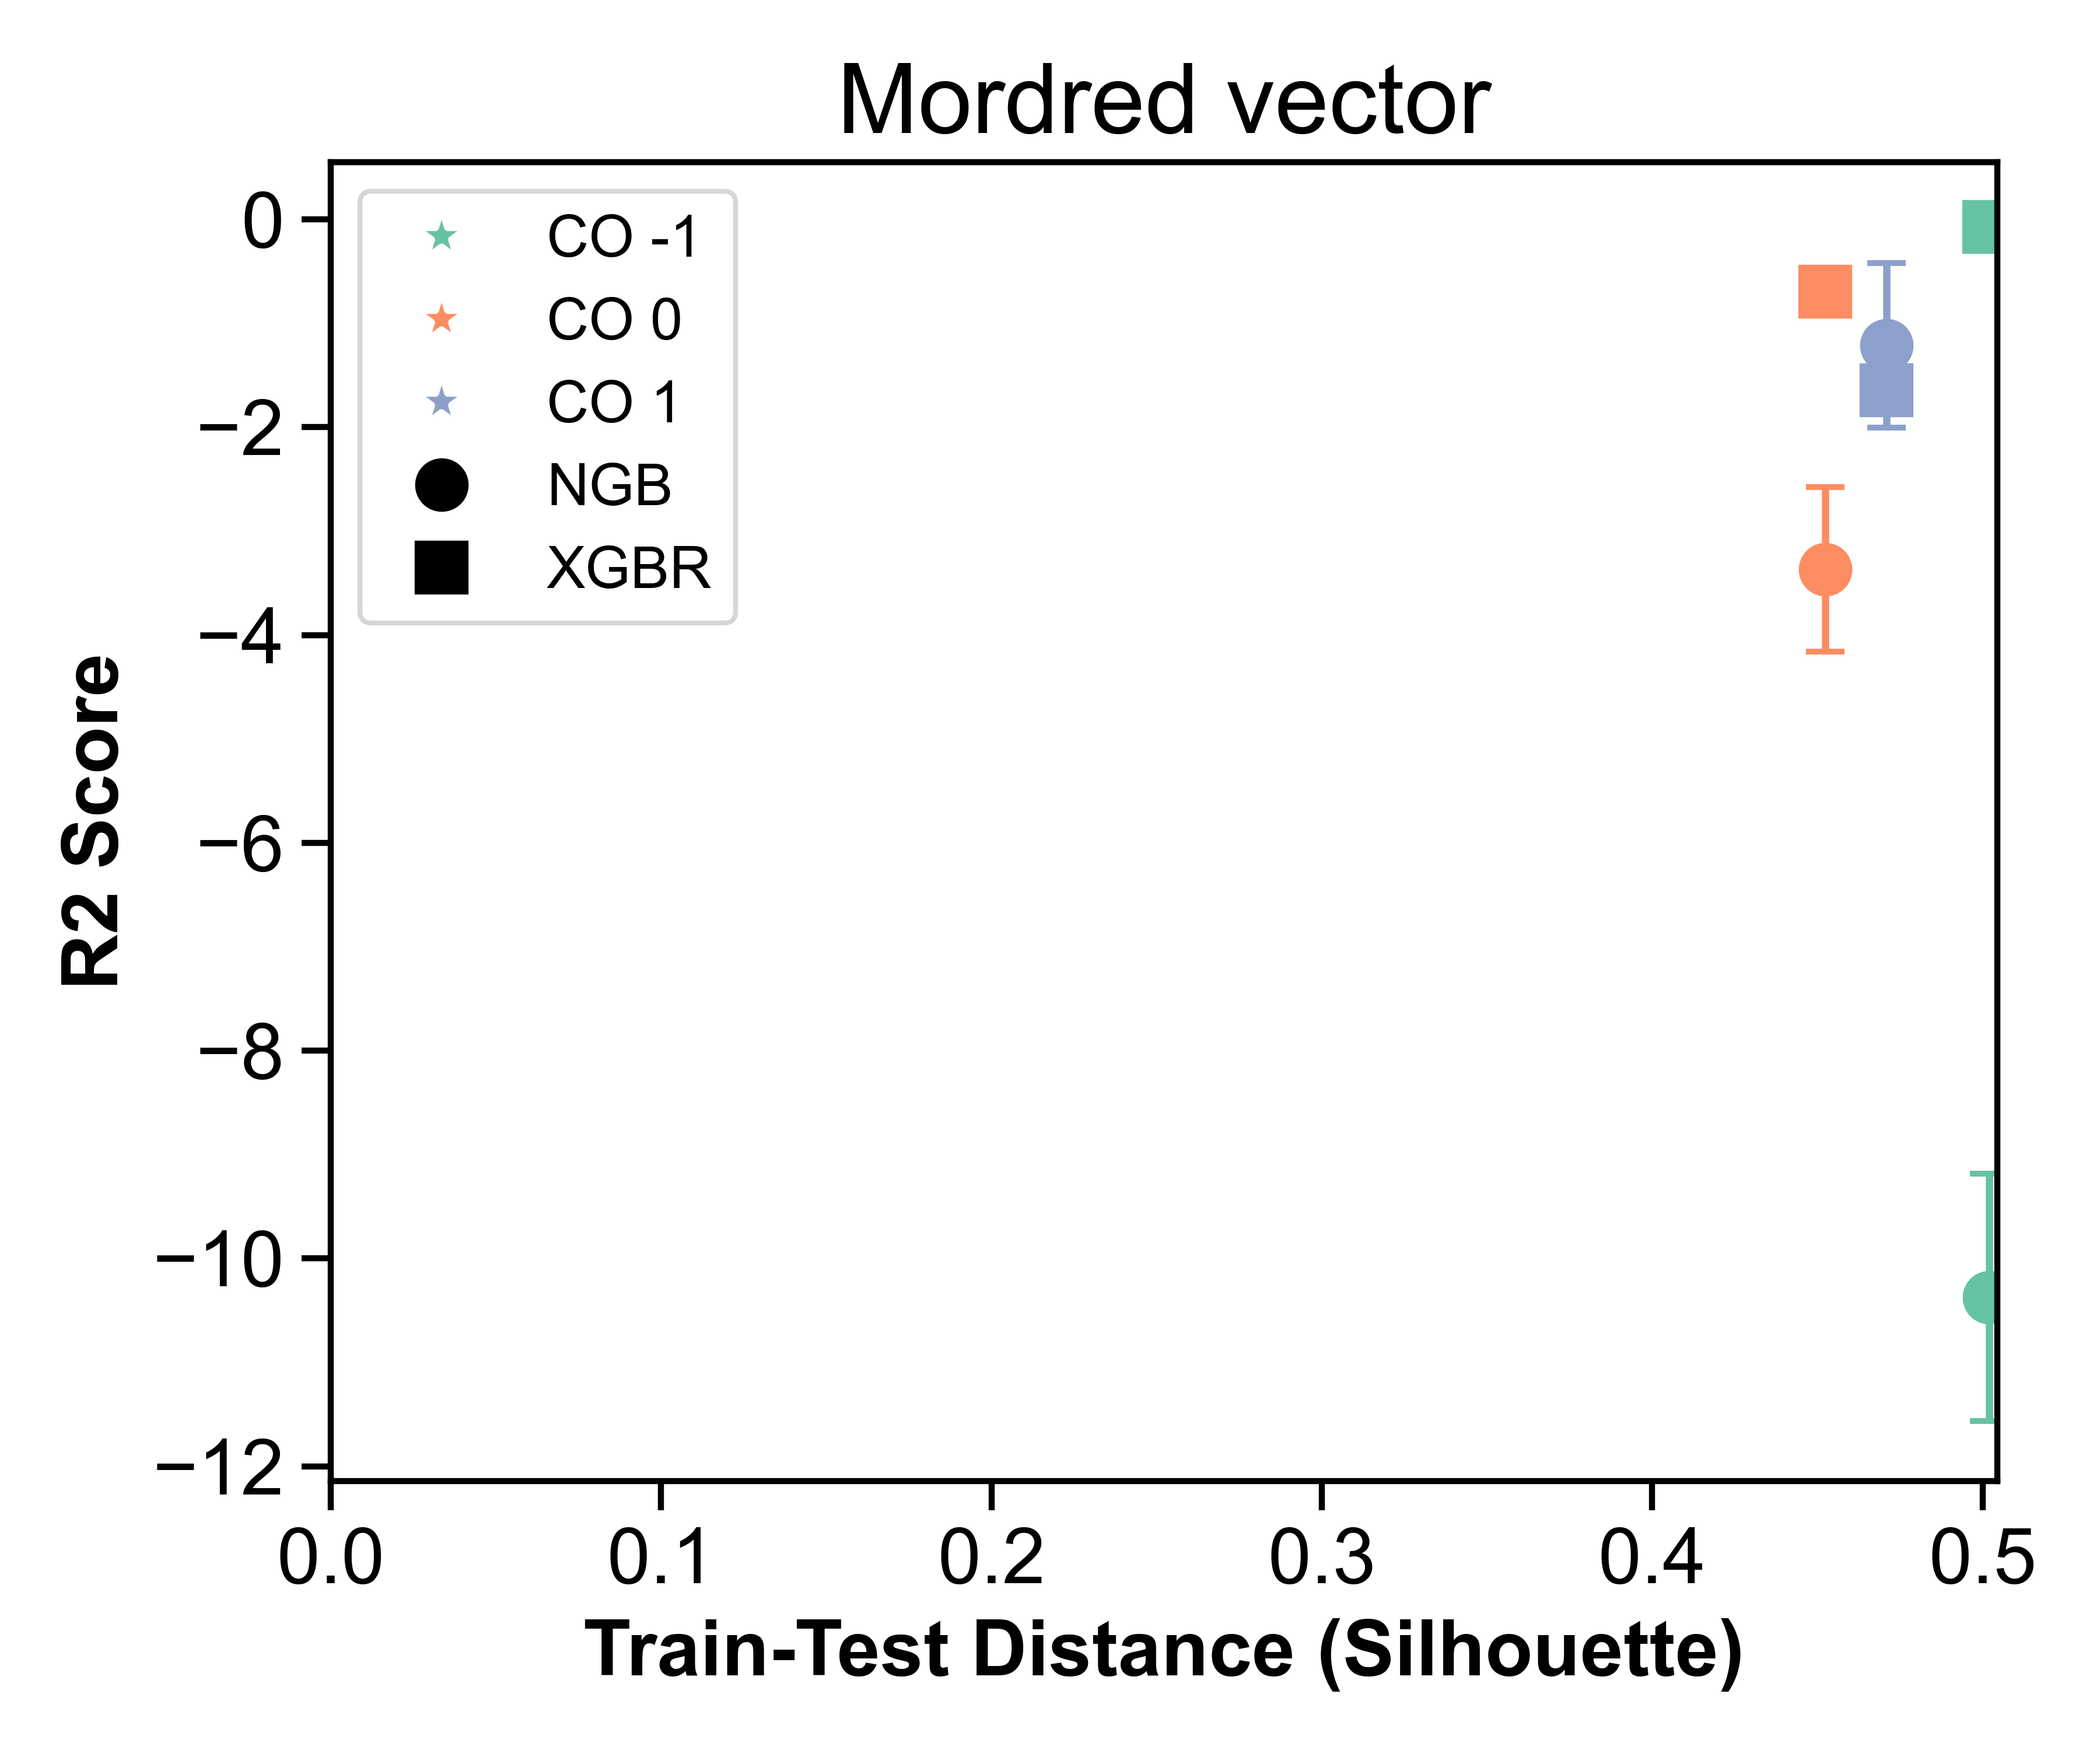 Mordred vector
CO -1
CO 0
CO 1
NGB
XGBR
R2 Score
0
−2
−4
−6
−8
−10
−12
0.0
0.1
0.2
0.3
0.4
0.5
Train-Test Distance (Silhouette)